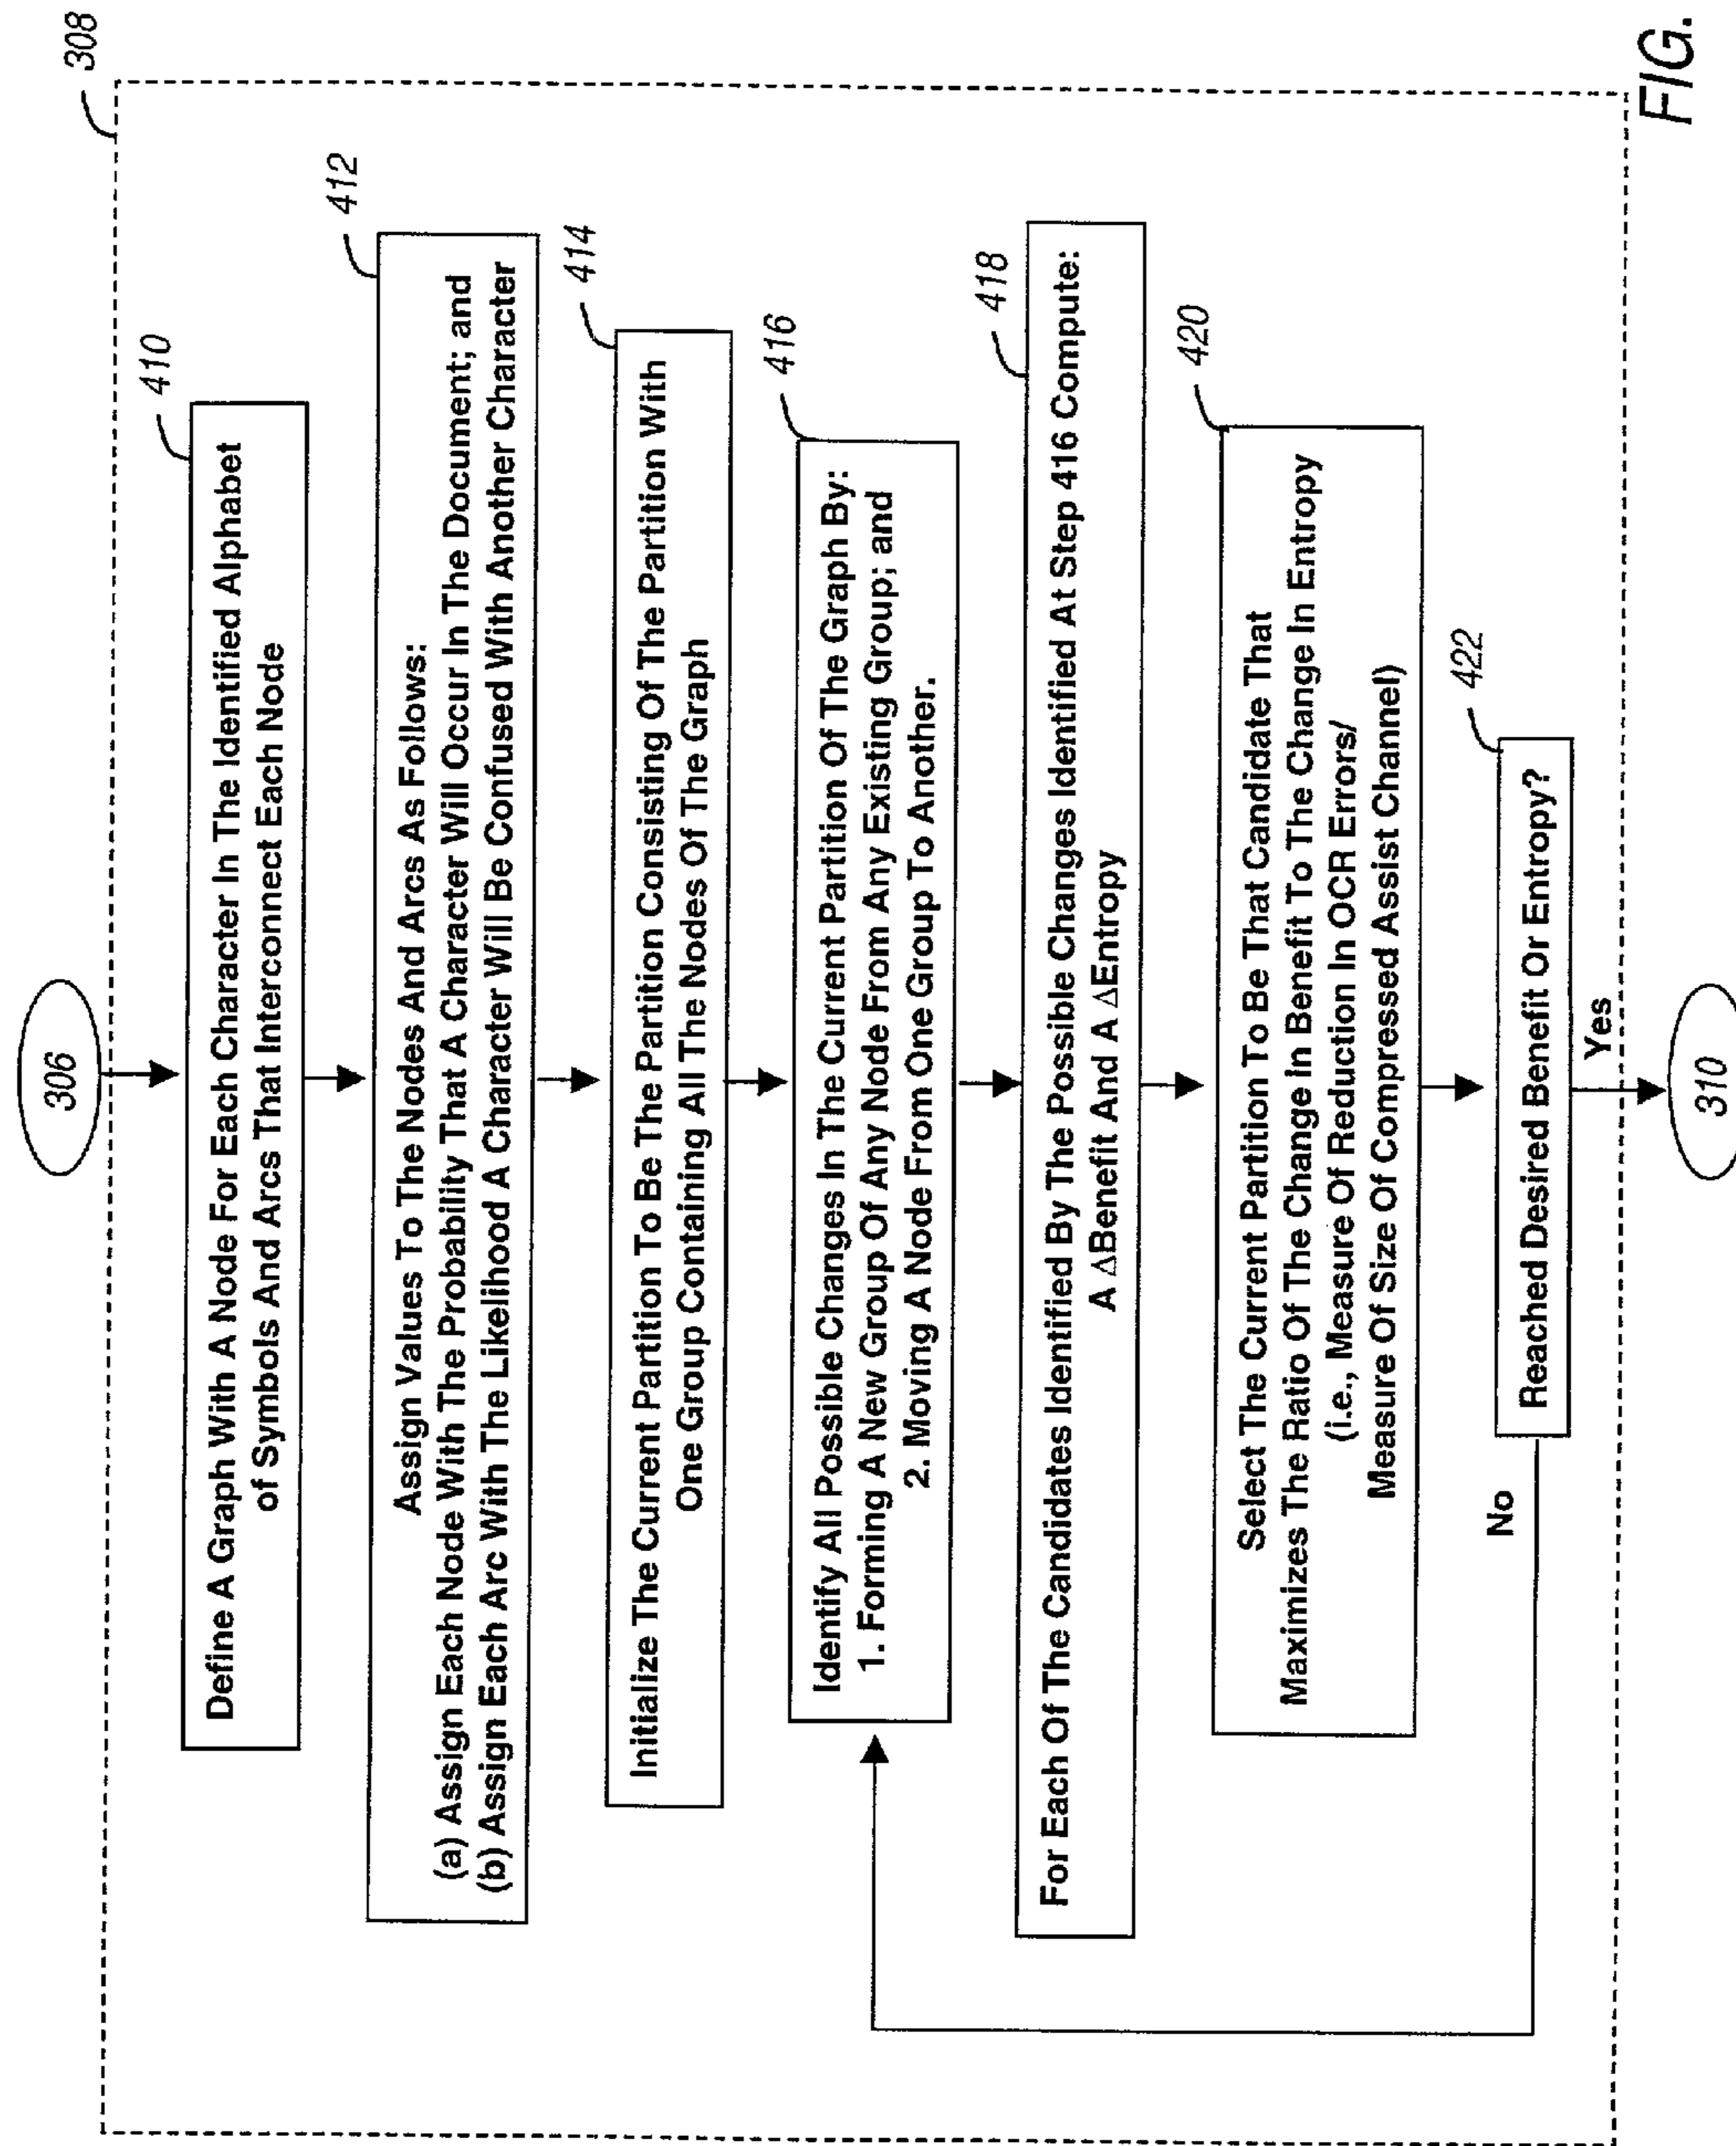 306
308
410
Define A Graph With A Node For Each Character In The Identified Alphabet
of Symbols And Arcs That Interconnect Each Node
412
Assign Values To The Nodes And Arcs As Follows:
(a) Assign Each Node With The Probability That A Character Will Occur In The Document; and
(b) Assign Each Arc With The Likelihood A Character Will Be Confused With Another Character
414
Initialize The Current Partition To Be The Partition Consisting Of The Partition With
One Group Containing All The Nodes Of The Graph
416
Identify All Possible Changes In The Current Partition Of The Graph By:
1. Forming A New Group Of Any Node From Any Existing Group; and
2. Moving A Node From One Group To Another.
418
For Each Of The Candidates Identified By The Possible Changes Identified At Step 416 Compute:
A ΔBenefit And A ΔEntropy
420
Select The Current Partition To Be That Candidate That
Maximizes The Ratio Of The Change In Benefit To The Change In Entropy
(i.e., Measure Of Reduction In OCR Errors/
Measure Of Size Of Compressed Assist Channel)
422
Reached Desired Benefit Or Entropy?
No
Yes
310
FIG.